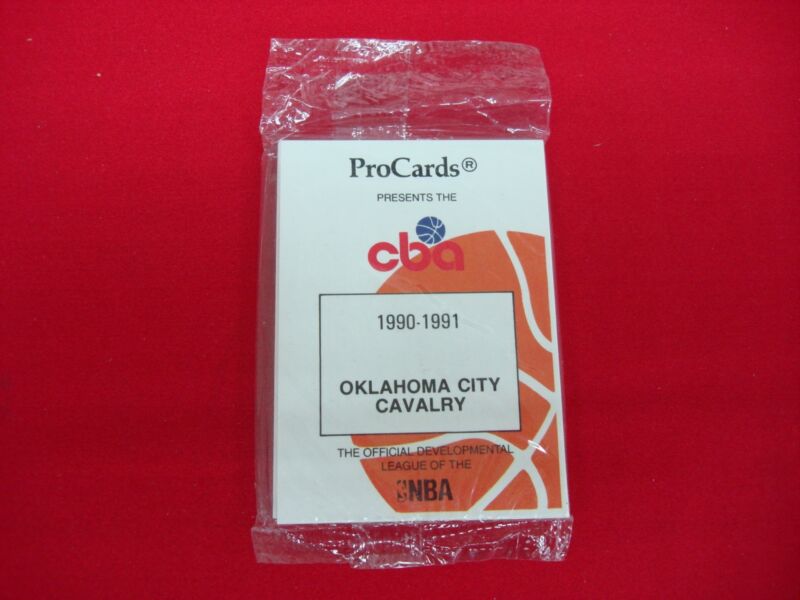 ProCards®
PRESENTS THE
cba
1990-1991
OKLAHOMA CITY
CAVALRY
THE OFFICIAL DEVELOPMENTAL
LEAGUE OF THE
NBA